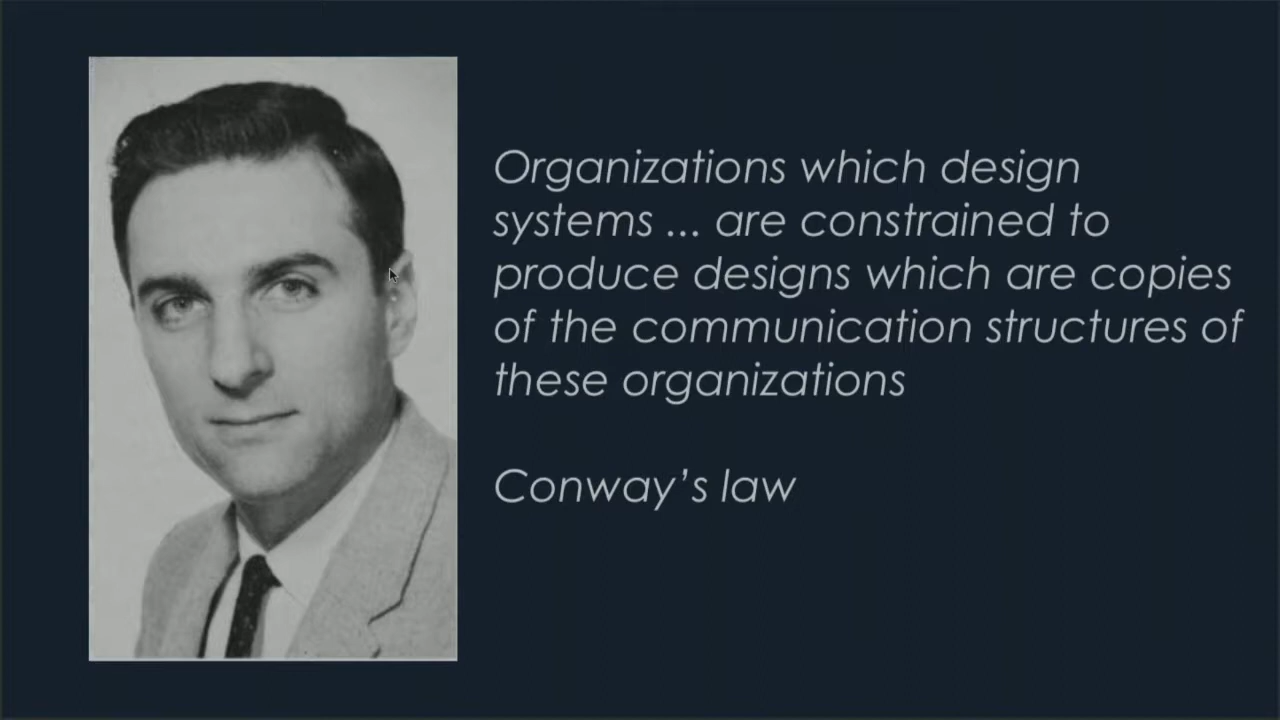 Organizations which design
systems ... are constrained to
produce designs which are copies
of the communication structures of
these organizations
Conway’s law